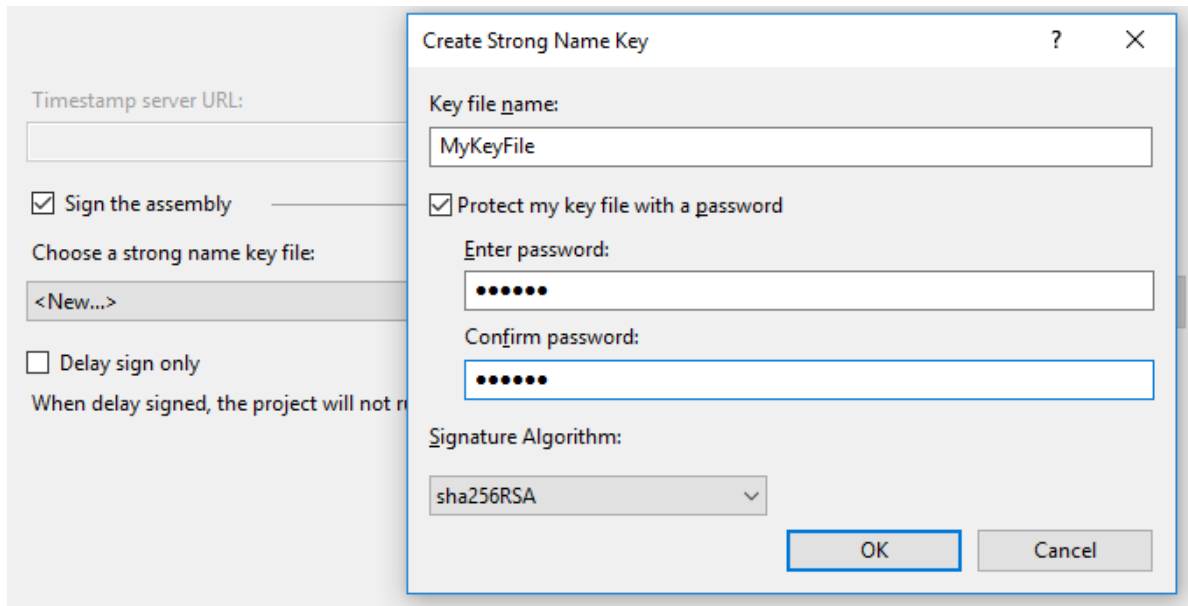 Create Strong Name Key
?
Timestamp server URL:
Key file name:
MyKeyFile
Sign the assembly
Protect my key file with a password
Choose a strong name key file:
Enter password:
●●●●●●
<New...>
Confirm password:
●●●●●●
Delay sign only
When delay signed, the project will not
Signature Algorithm:
sha256RSA
OK
Cancel